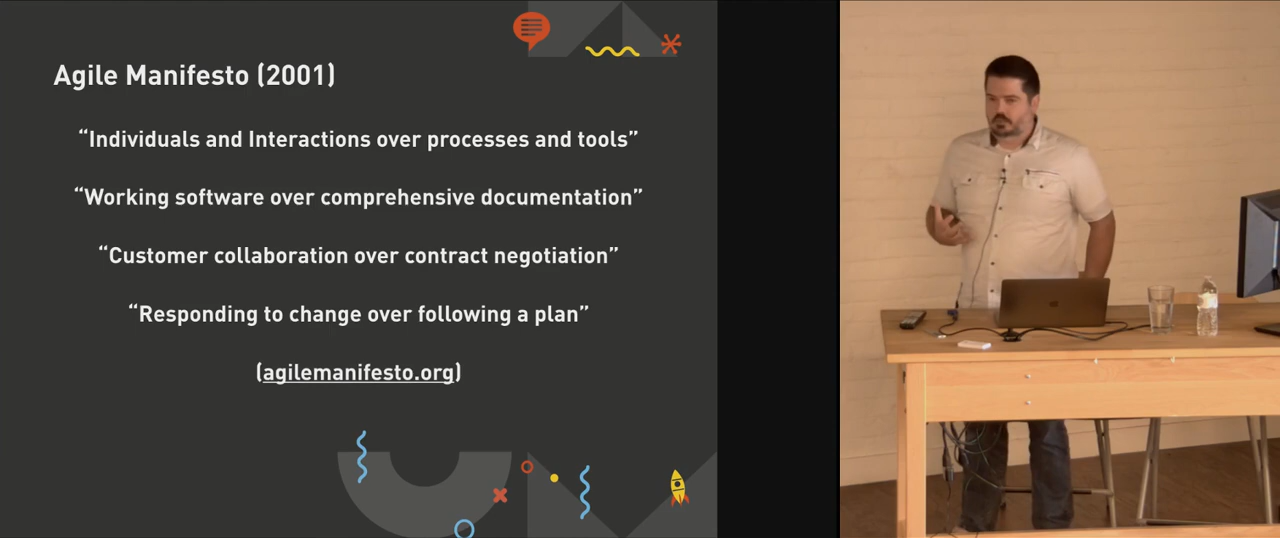 Agile Manifesto (2001)
“Individuals and Interactions over processes and tools”
“Working software over comprehensive documentation”
“Customer collaboration over contract negotiation”
“Responding to change over following a plan”
(agilemanifesto.org)